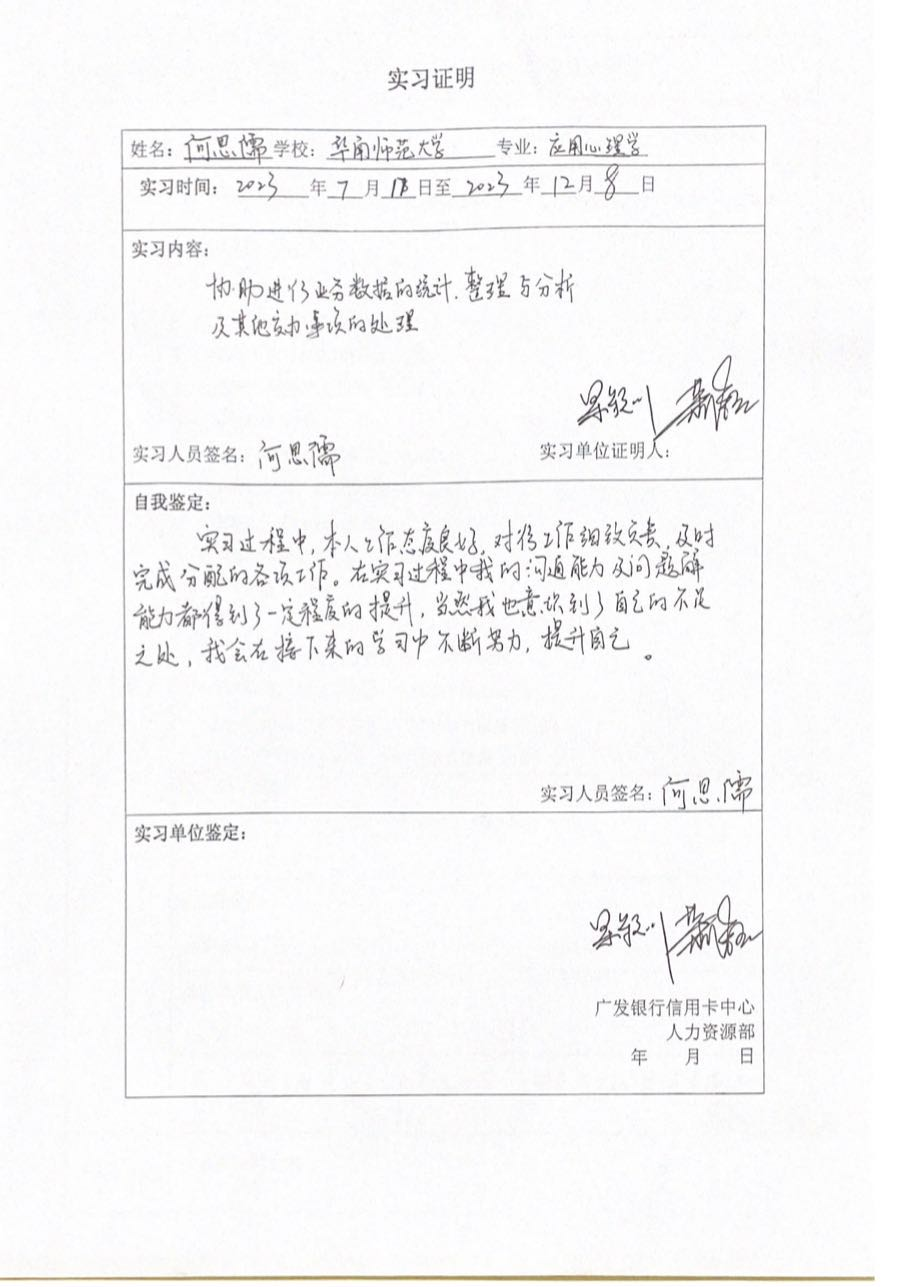 实习证明
姓名：何思儒 学校：华南师范大学 专业：应用心理学
实习时间：2023年7月 日至2023年12月8日
实习内容：
协助进行业务数据的统计、整理与分析
及其他 事项的处理
实习人员签名：何思儒 实习单位证明人：
自我鉴定：
实习过程中，本人工作态度良好，对待工作细致负责，及时
完成分配的各项工作。在实习过程中我的沟通能力及问题解
能力都得到了一定程度的提升，当然我也意识到了自己的不足
之处，我会在接下来的学习中不断努力，提升自己。
实习人员签名：何思儒
实习单位鉴定：
广发银行信用卡中心
人力资源部
年 月 日